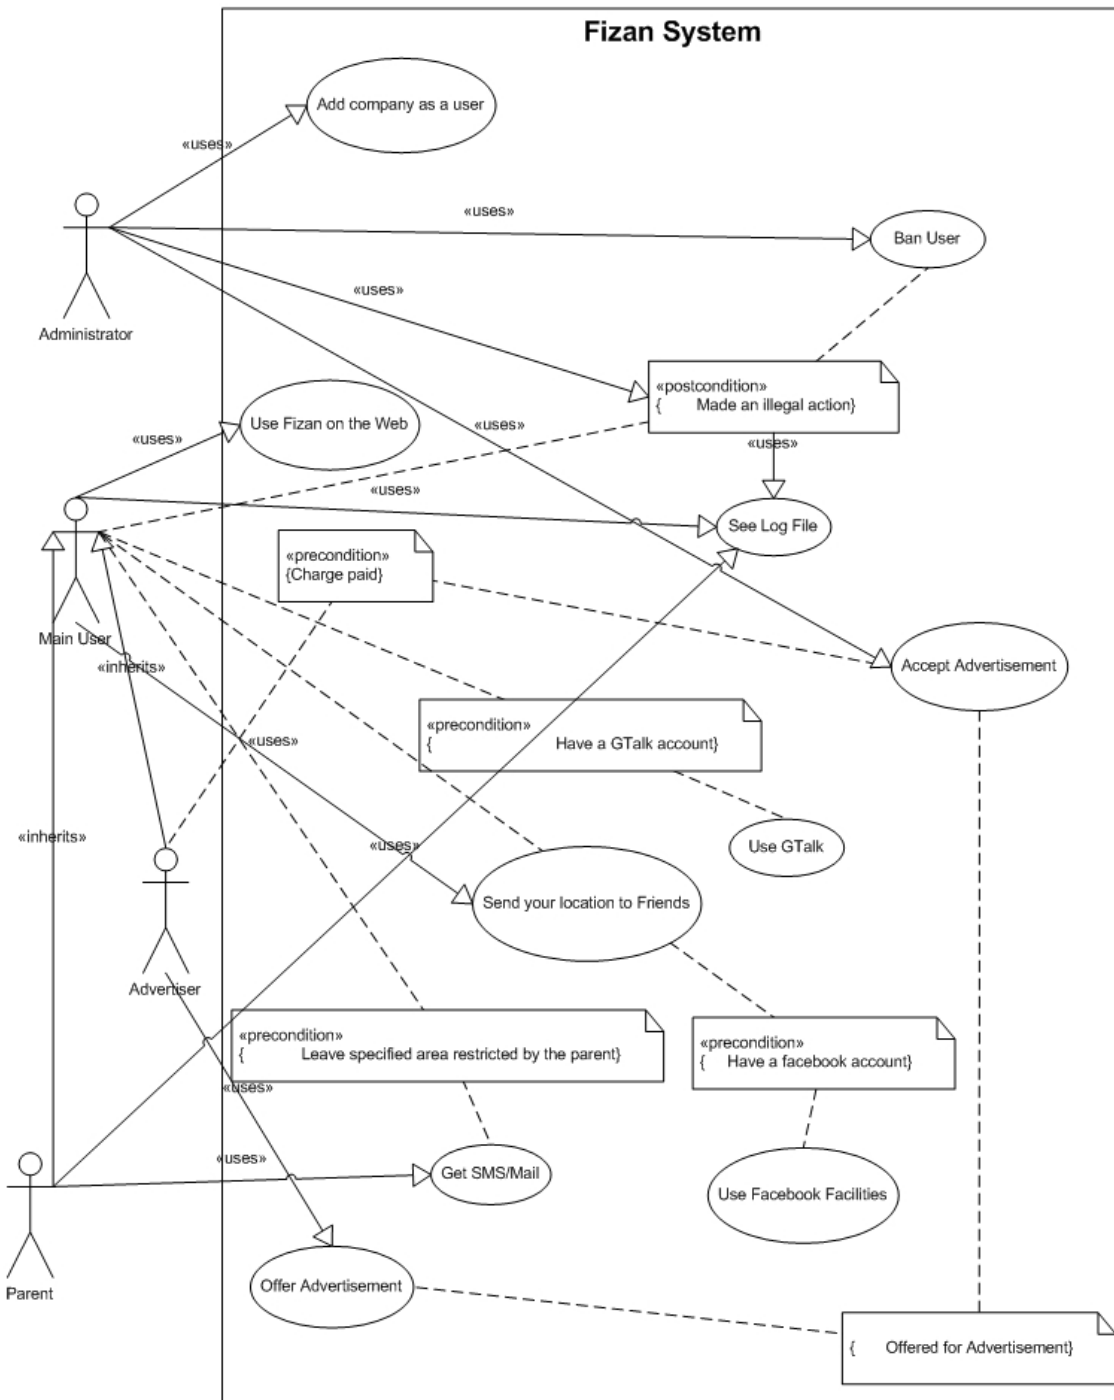 Fizan System
Add company as a user
«uses»
«uses»
Ban User
Administrator
«uses»
«postcondition»
{ Made an illegal action}
Use Fizan on the Web
«uses»
«uses»
«uses»
See Log File
«precondition»
{Charge paid}
Main User
«inherits»
Accept Advertisement
«precondition»
{ Have a GTalk account}
«uses»
«inherits»
«uses»
Use GTalk
Send your location to Friends
Advertiser
«precondition»
{ Leave specified area restricted by the parent}
«precondition»
{ Have a facebook account}
«uses»
«uses»
Get SMS/Mail
Use Facebook Facilities
Parent
Offer Advertisement
{ Offered for Advertisement}